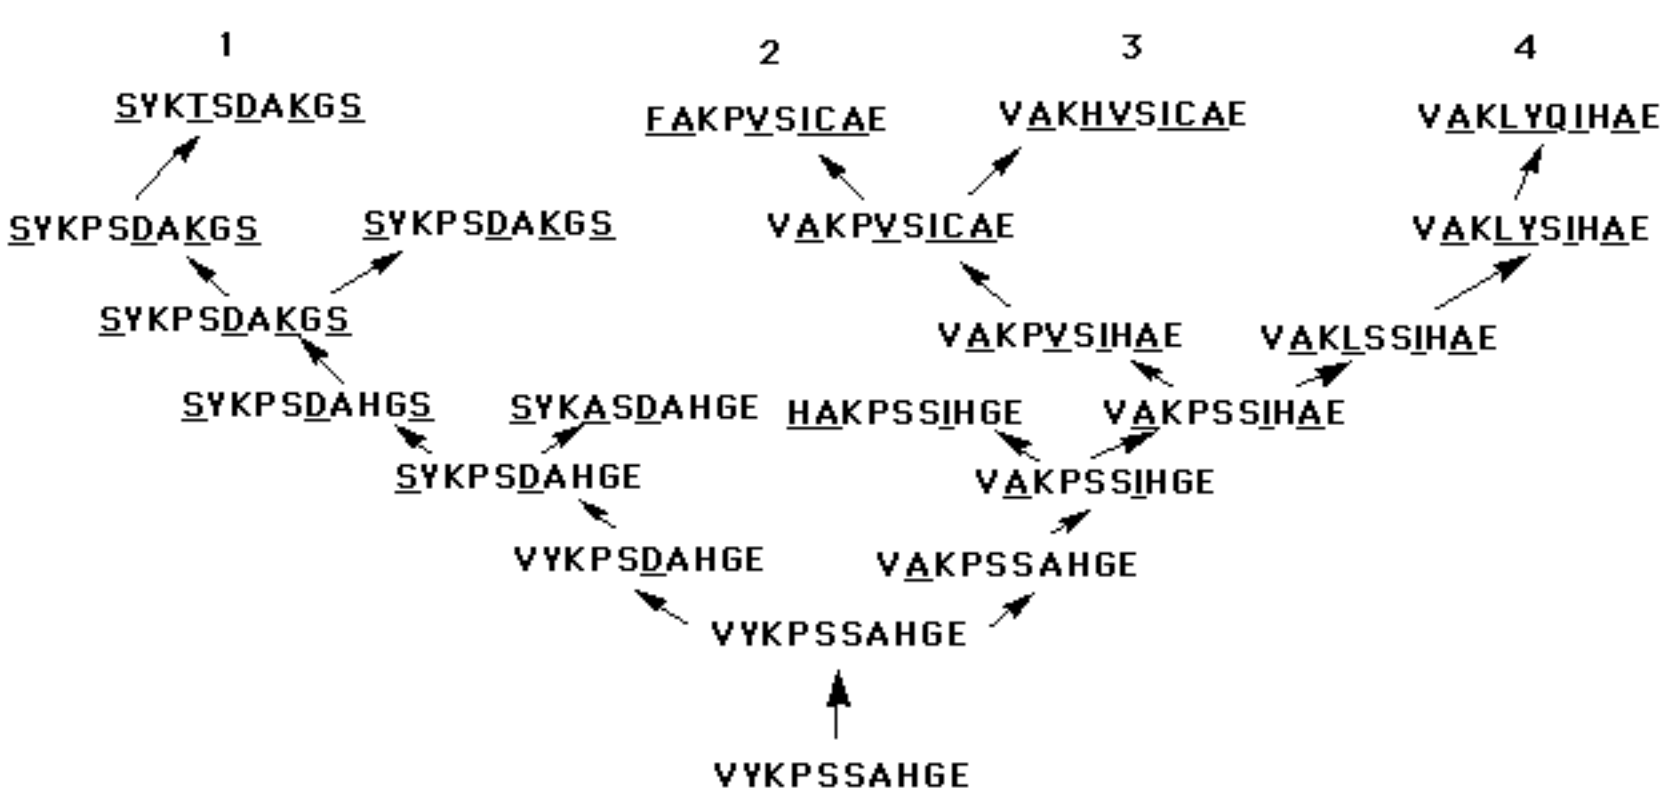 1 2 3 4
SYKTSDAKGS FAKPVSICAE VAKHVSICAE VAKLYQIHAE
SYKPSDAKGS SYKPSDAKGS VAKPVSICAE VAKLYSIHAE
SYKPSDAKGS VAKPVSIHAE VAKLSSIHAE
SYKPSDAHGS SYKASDAHGE HAKPSSIHGE VAKPSSIHAE
SYKPSDAHGE VAKPSSIHGE
VYKPSDAHGE VAKPSSAHGE
VYKPSSAHGE
VYKPSSAHGE